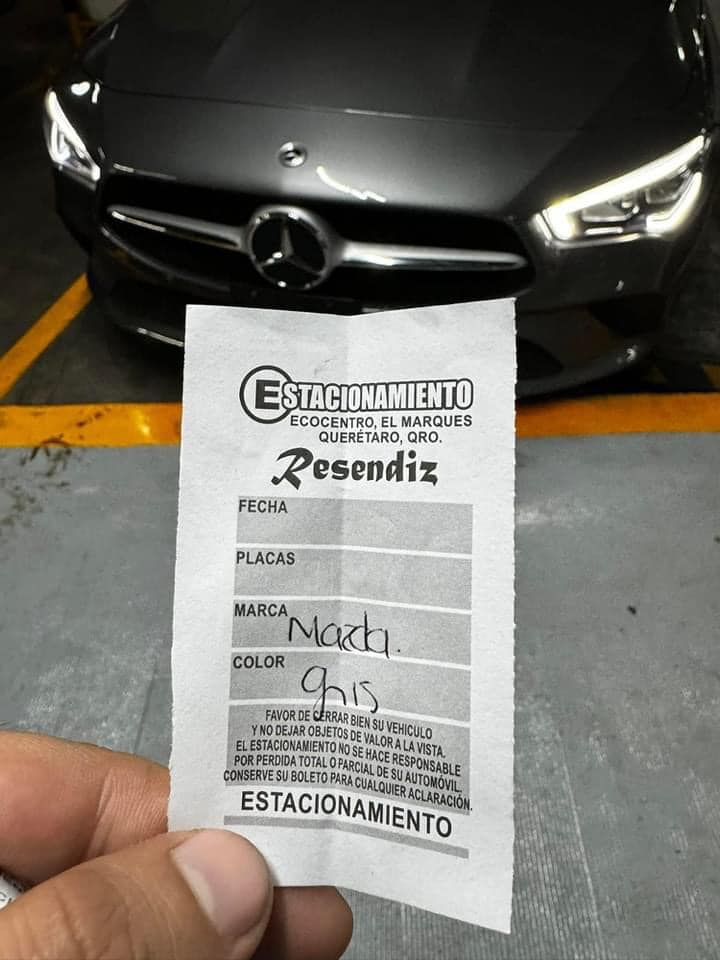 ESTACIONAMIENTO
ECOCENTRO, EL MARQUES
QUERÉTARO, QRO.
Resendiz
FECHA
PLACAS
MARCA Mazda.
COLOR gris
FAVOR DE CERRAR BIEN SU VEHICULO
Y NO DEJAR OBJETOS DE VALOR A LA VISTA.
EL ESTACIONAMIENTO NO SE HACE RESPONSABLE
POR PERDIDA TOTAL O PARCIAL DE SU AUTOMÓVIL.
CONSERVE SU BOLETO PARA CUALQUIER ACLARACIÓN.
ESTACIONAMIENTO